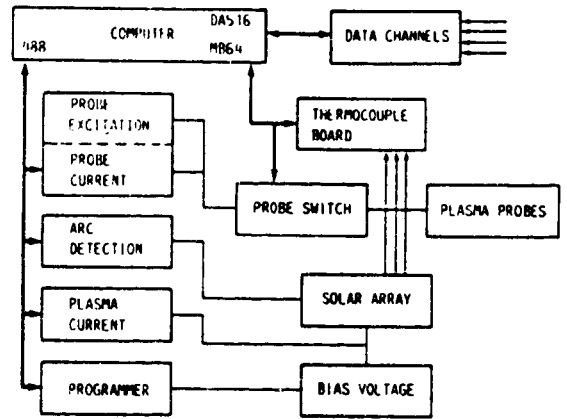 DAS16
COMPUTER
488
MB64
DATA CHANNELS
PROBE
EXCITATION
PROBE
CURRENT
THERMOCOUPLE
BOARD
PROBE SWITCH
PLASMA PROBES
ARC
DETECTION
SOLAR ARRAY
PLASMA
CURRENT
PROGRAMMER
BIAS VOLTAGE